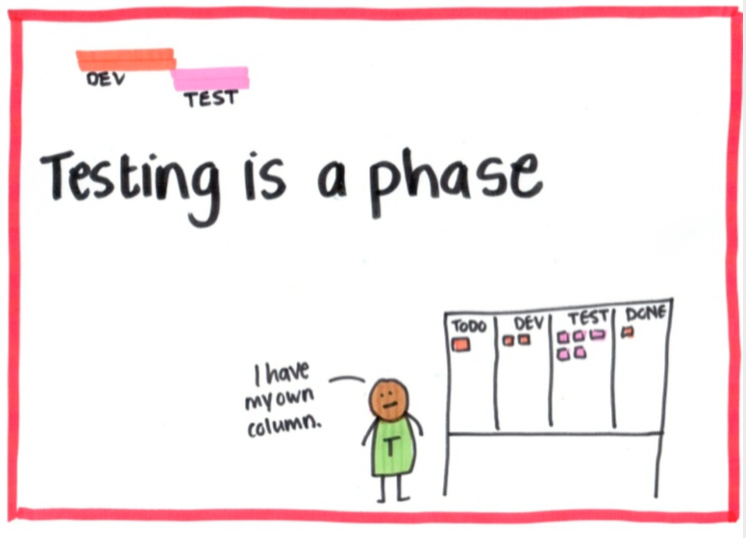 DEV
TEST
Testing is a phase
I have
my own
column.
T
TODO DEV TEST DONE